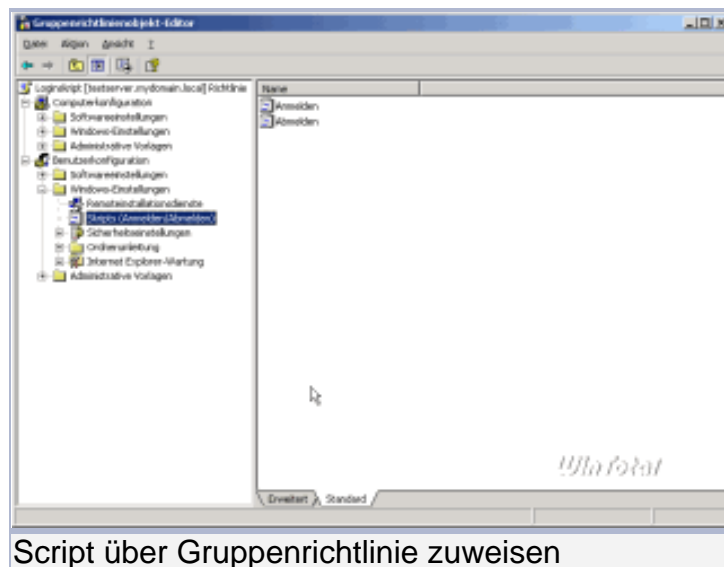 Gruppenrichtlinienobjekt-Editor
Datei Aktion Ansicht ?
Loginskript [testserver.mydomain.local] Richtlinie
Computerkonfiguration
Softwareeinstellungen
Windows-Einstellungen
Administrative Vorlagen
Benutzerkonfiguration
Softwareeinstellungen
Windows-Einstellungen
Remoteinstallationsdienste
Skripts (Anmelden/Abmelden)
Sicherheitseinstellungen
Ordnerumleitung
Internet Explorer-Wartung
Administrative Vorlagen
Name
Anmelden
Abmelden
WinTotal
Erweitert Standard
Script über Gruppenrichtlinie zuweisen